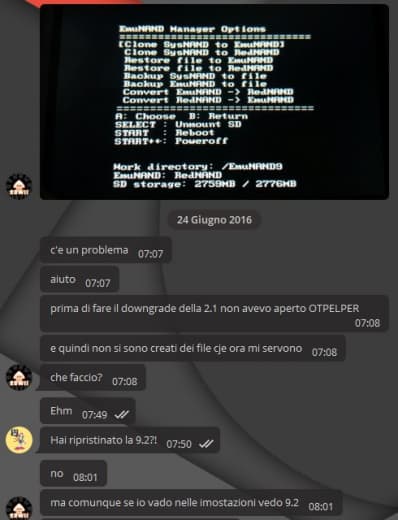 EmuNAND Manager Options
==============================
[Clone SysNAND to EmuNAND]
Clone SysNAND to RedNAND
Restore file to EmuNAND
Restore file to RedNAND
Backup SysNAND to file
Backup EmuNAND to file
Convert EmuNAND -> RedNAND
Convert RedNAND -> EmuNAND
==============================
A: Choose B: Return
SELECT : Unmount SD
START : Reboot
START++: Poweroff
Work directory: /EmuNAND9
EmuNAND: RedNAND
SD storage: 2759MB / 2776MB
24 Giugno 2016
c'e un problema 07:07
aiuto 07:07
prima di fare il downgrade della 2.1 non avevo aperto OTPELPER
07:08
e quindi non si sono creati dei file cje ora mi servono 07:08
che faccio? 07:08
Ehm 07:49
Hai ripristinato la 9.2?! 07:50
no 08:01
ma comunque se io vado nelle imostazioni vedo 9.2 08:01